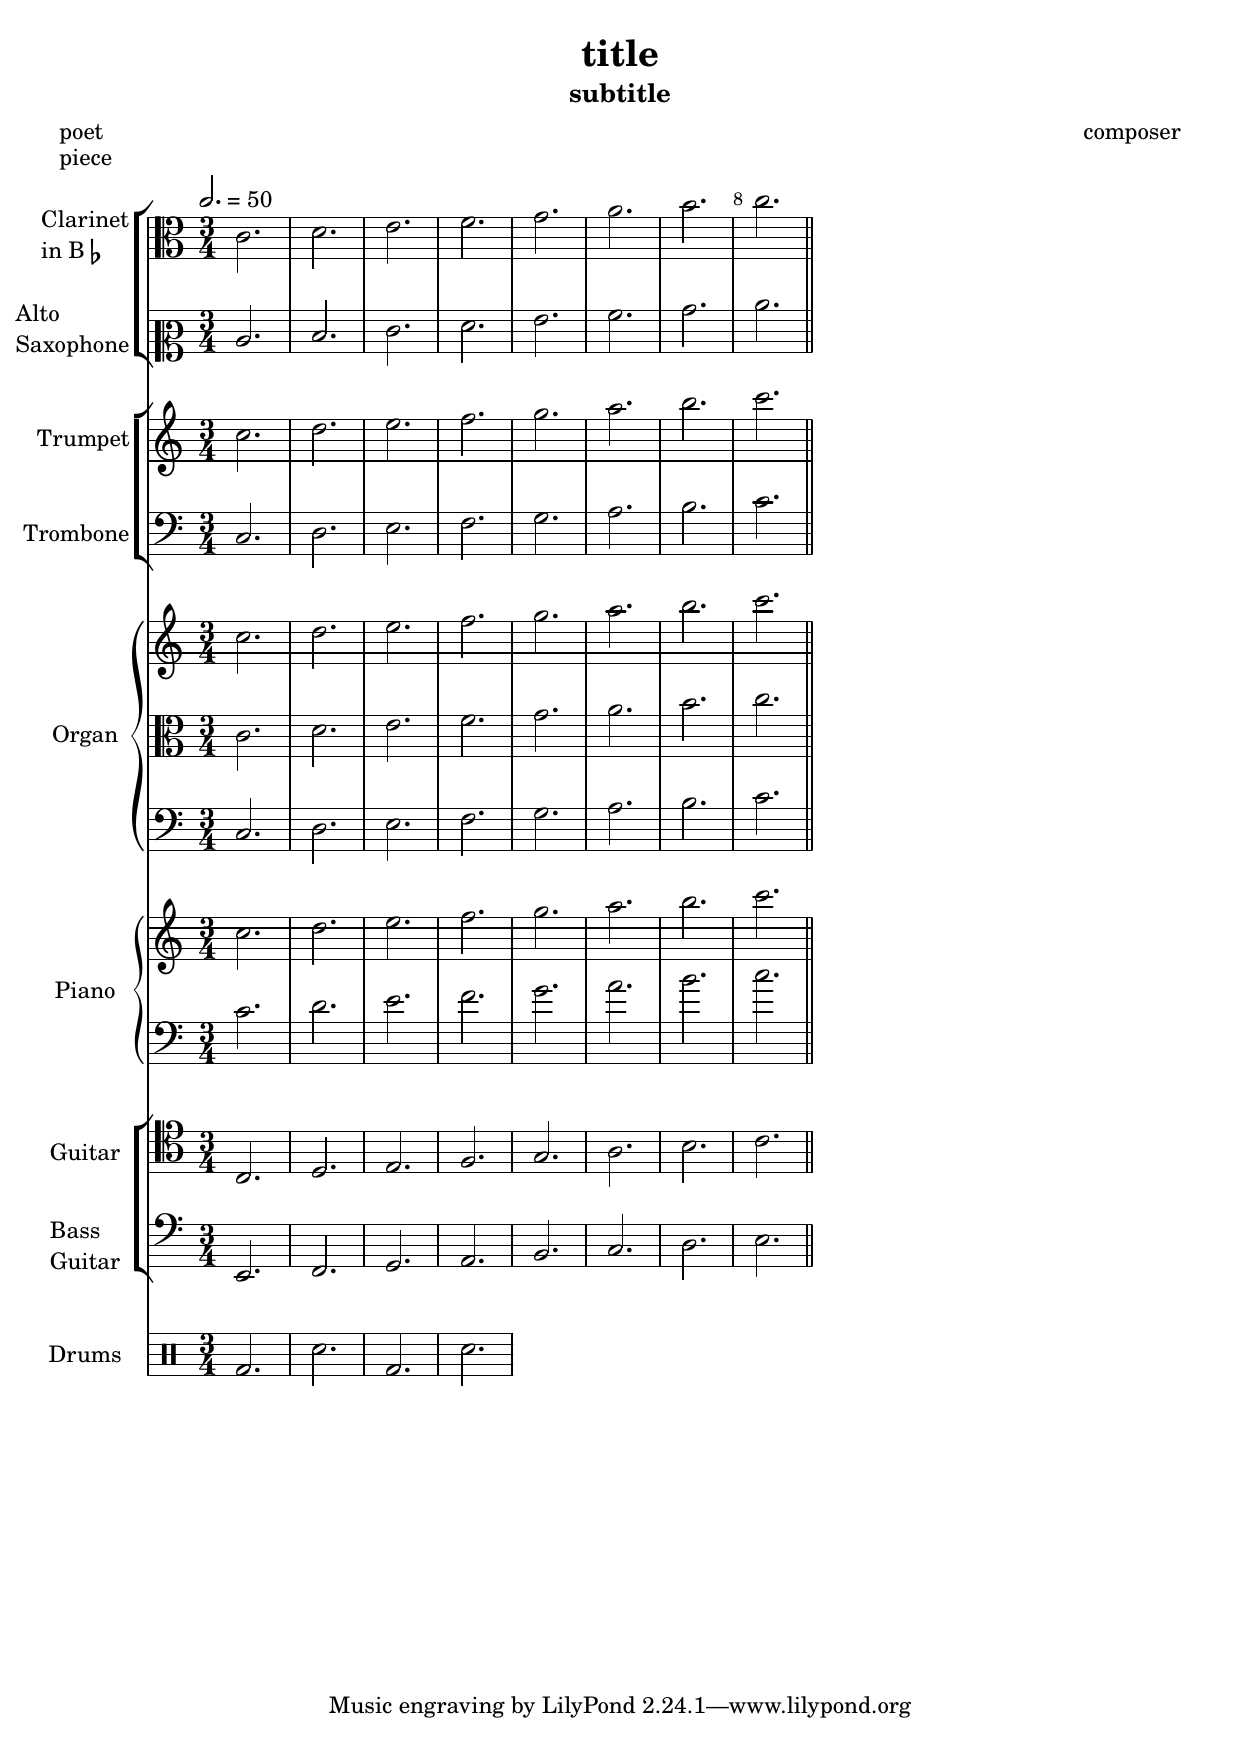 title
subtitle
poet composer
piece
𝅗𝅥. = 50
8
Clarinet
in B♭
Alto
Saxophone
Trumpet
Trombone
Organ
Piano
Guitar
Bass
Guitar
Drums
Music engraving by LilyPond 2.24.1—www.lilypond.org